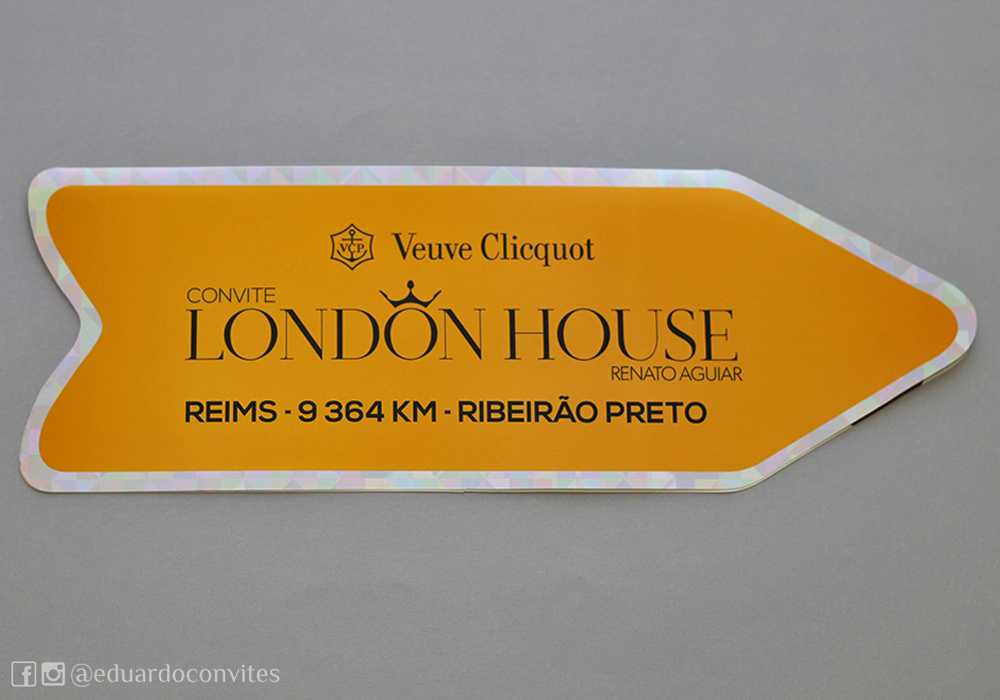 VCP
Veuve Clicquot
CONVITE
LONDON HOUSE
RENATO AGUIAR
REIMS - 9 364 KM - RIBEIRÃO PRETO
@eduardoconvites